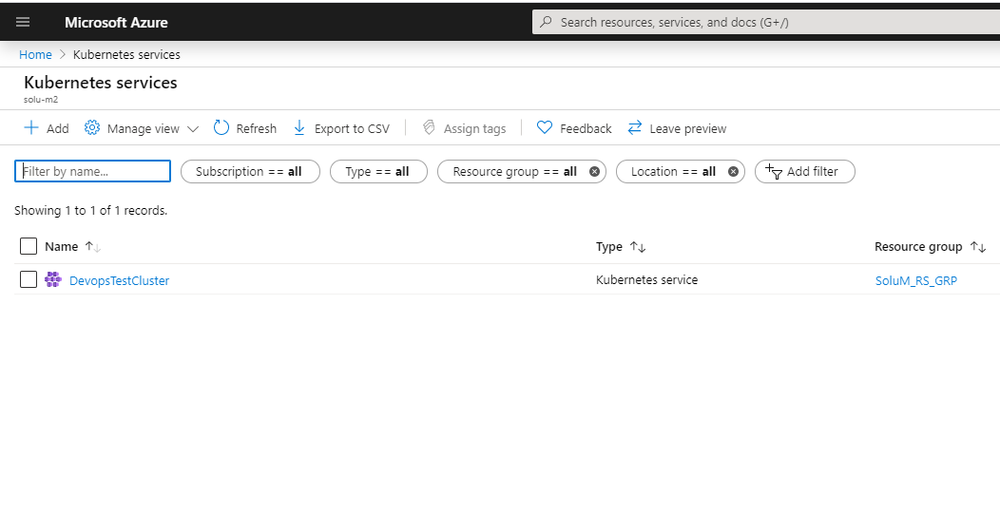 Microsoft Azure
Search resources, services, and docs (G+/)
Home > Kubernetes services
Kubernetes services
solu-m2
Add Manage view Refresh Export to CSV Assign tags Feedback Leave preview
Filter by name... Subscription == all Type == all Resource group == all Location == all Add filter
Showing 1 to 1 of 1 records.
Name Type Resource group
DevopsTestCluster Kubernetes service SoluM_RS_GRP